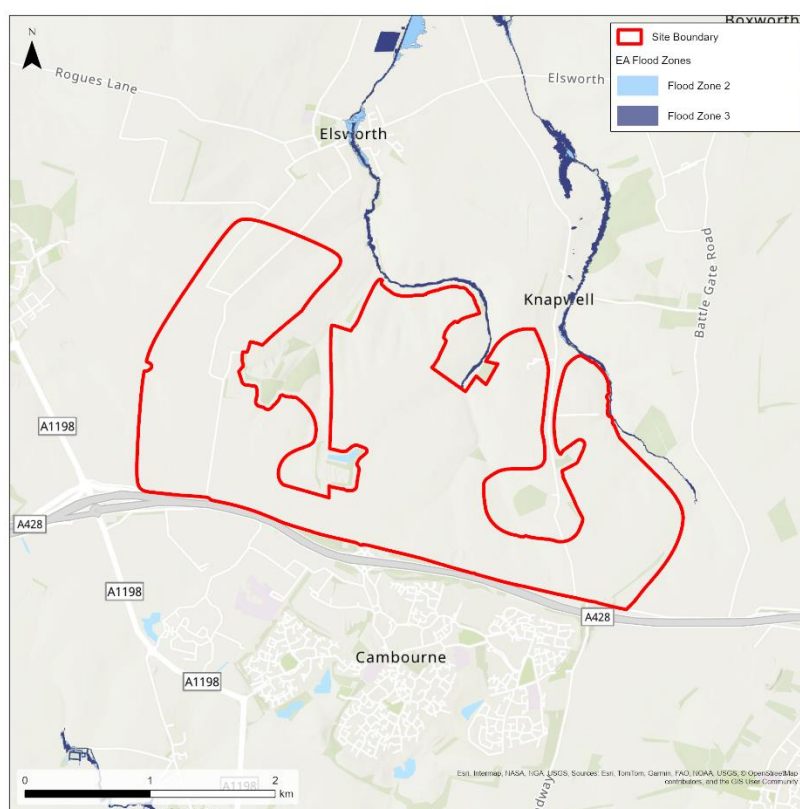 Boxworth
N
Site Boundary
EA Flood Zones
Flood Zone 2
Flood Zone 3
Rogues Lane
Elsworth
Elsworth
Knapwell
Battle Gate Road
A1198
A428
A1198
A428
Cambourne
A1198
A1198
0 1 2
km
Esri, Intermap, NASA, NGA, USGS; Sources: Esri, TomTom, Garmin, FAO, NOAA, USGS, © OpenStreetMap
contributors, and the GIS User Community